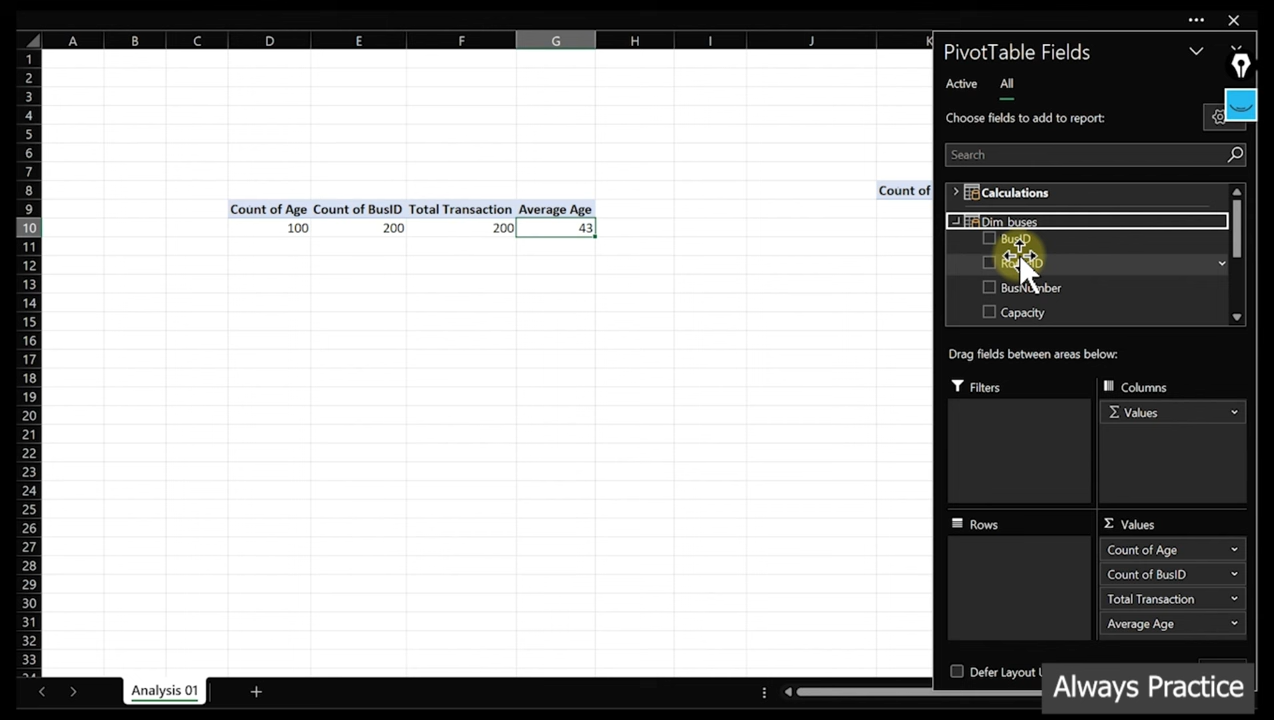 A B C D E F G H I J K
PivotTable Fields
Active All
Choose fields to add to report:
Search
Calculations
Dim_buses
BusID
BusNumber
Capacity
Drag fields between areas below:
Filters
Columns
Σ Values
Rows
Σ Values
Count of Age
Count of BusID
Total Transaction
Average Age
Defer Layout U
1
2
3
4
5
6
7
8 Count of
9 Count of Age Count of BusID Total Transaction Average Age
10 100 200 200 43
11
12
13
14
15
16
17
18
19
20
21
22
23
24
25
26
27
28
29
30
31
32
33
Analysis 01
Always Practice